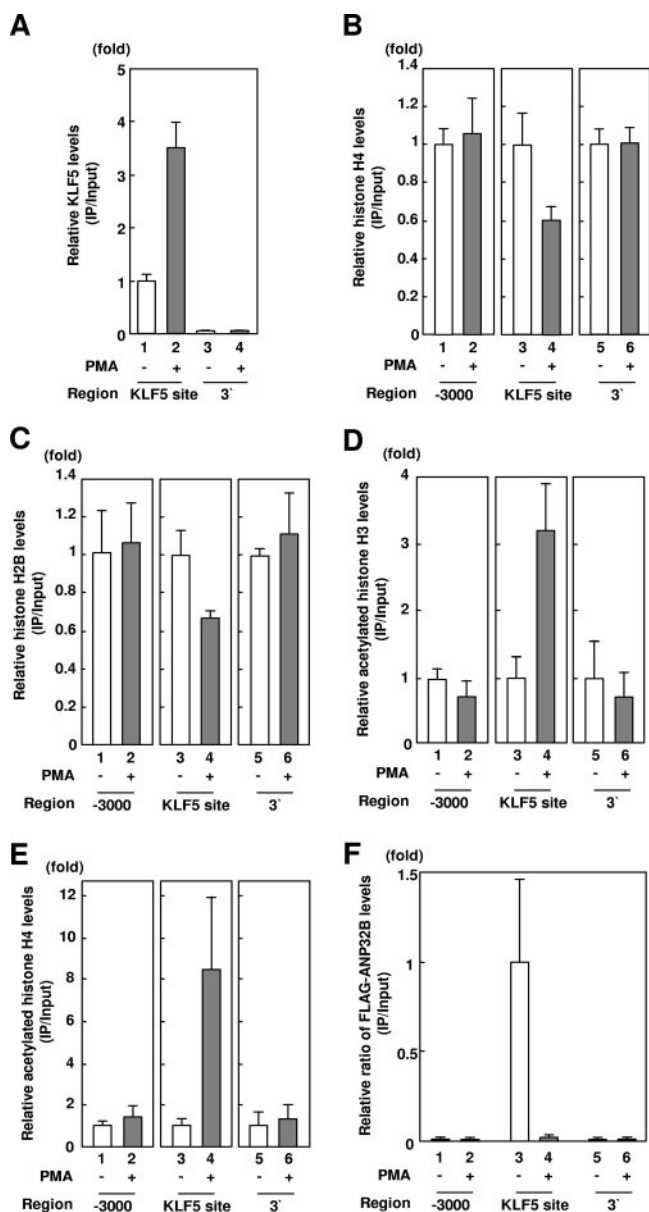 A
(fold)
Relative KLF5 levels
(IP/Input)
5
4
3
2
1
0
1 2 3 4
PMA - + - +
Region KLF5 site 3`
B
(fold)
Relative histone H4 levels
(IP/Input)
1.4
1.2
1
0.8
0.6
0.4
0.2
0
1 2 3 4 5 6
PMA - + - + - +
Region -3000 KLF5 site 3`
C
(fold)
Relative histone H2B levels
(IP/Input)
1.4
1.2
1
0.8
0.6
0.4
0.2
0
1 2 3 4 5 6
PMA - + - + - +
Region -3000 KLF5 site 3`
D
(fold)
Relative acetylated histone H3 levels
(IP/Input)
4
3
2
1
0
1 2 3 4 5 6
PMA - + - + - +
Region -3000 KLF5 site 3`
E
(fold)
Relative acetylated histone H4 levels
(IP/Input)
12
10
8
6
4
2
0
1 2 3 4 5 6
PMA - + - + - +
Region -3000 KLF5 site 3`
F
(fold)
Relative ratio of FLAG-ANP32B levels
(IP/Input)
1.5
1
0.5
0
1 2 3 4 5 6
PMA - + - + - +
Region -3000 KLF5 site 3`